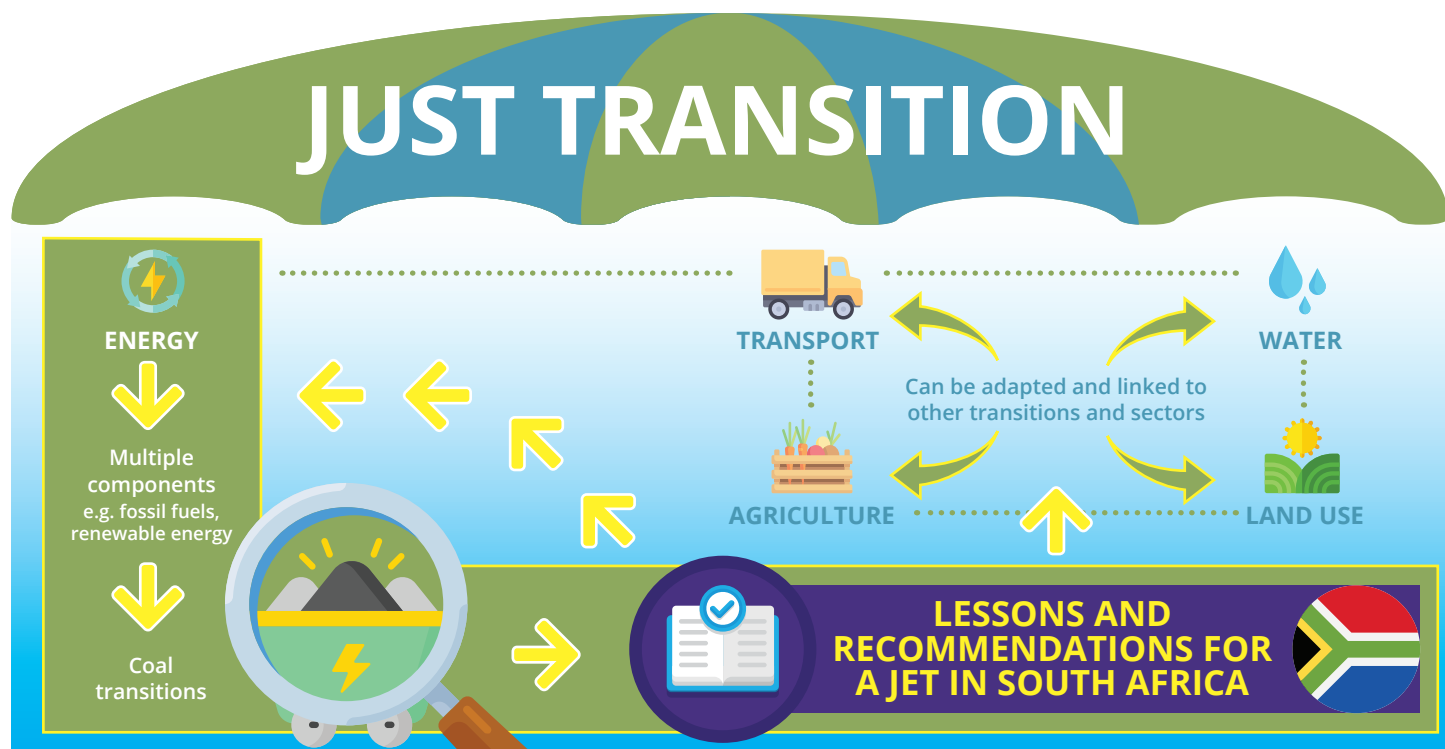 JUST TRANSITION
ENERGY
Multiple
components
e.g. fossil fuels,
renewable energy
Coal
transitions
TRANSPORT
WATER
Can be adapted and linked to
other transitions and sectors
AGRICULTURE
LAND USE
LESSONS AND
RECOMMENDATIONS FOR
A JET IN SOUTH AFRICA